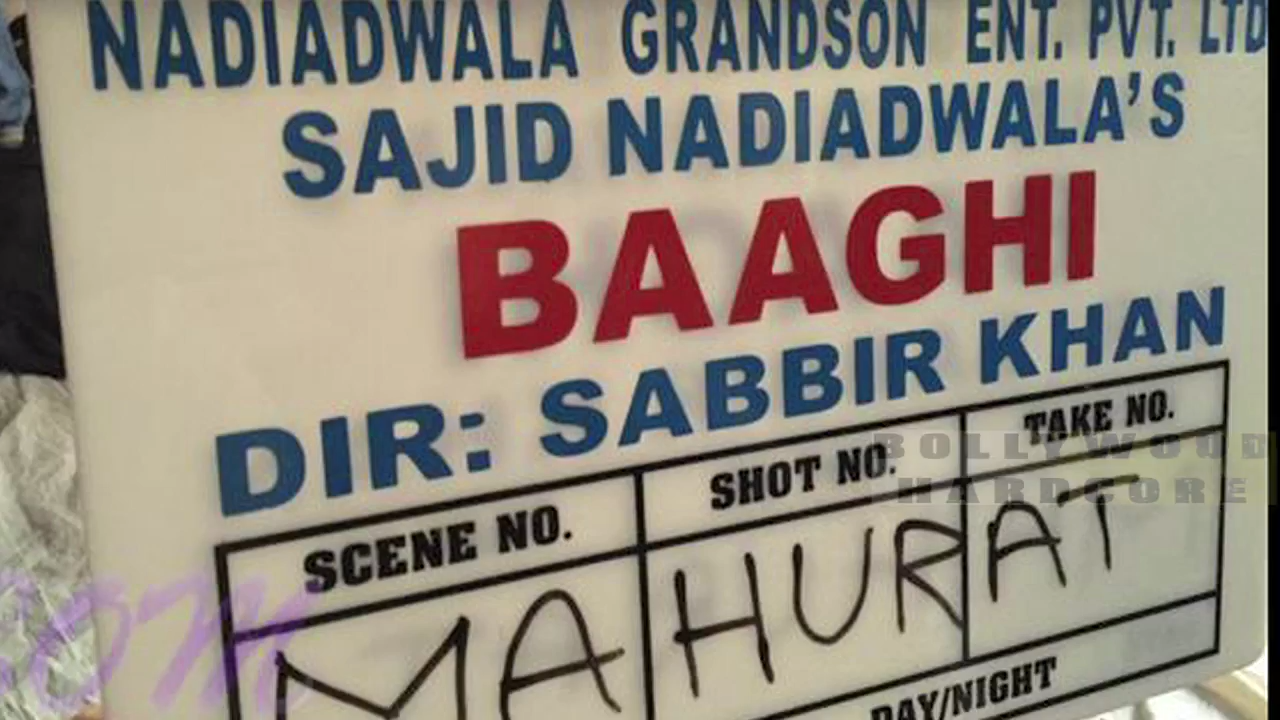 NADIADWALA GRANDSON ENT. PVT. LTD
SAJID NADIADWALA'S
BAAGHI
DIR: SABBIR KHAN
SCENE NO. SHOT NO. TAKE NO.
BOLLYWOOD
HARDCORE
MAHURAT
DAY/NIGHT
com